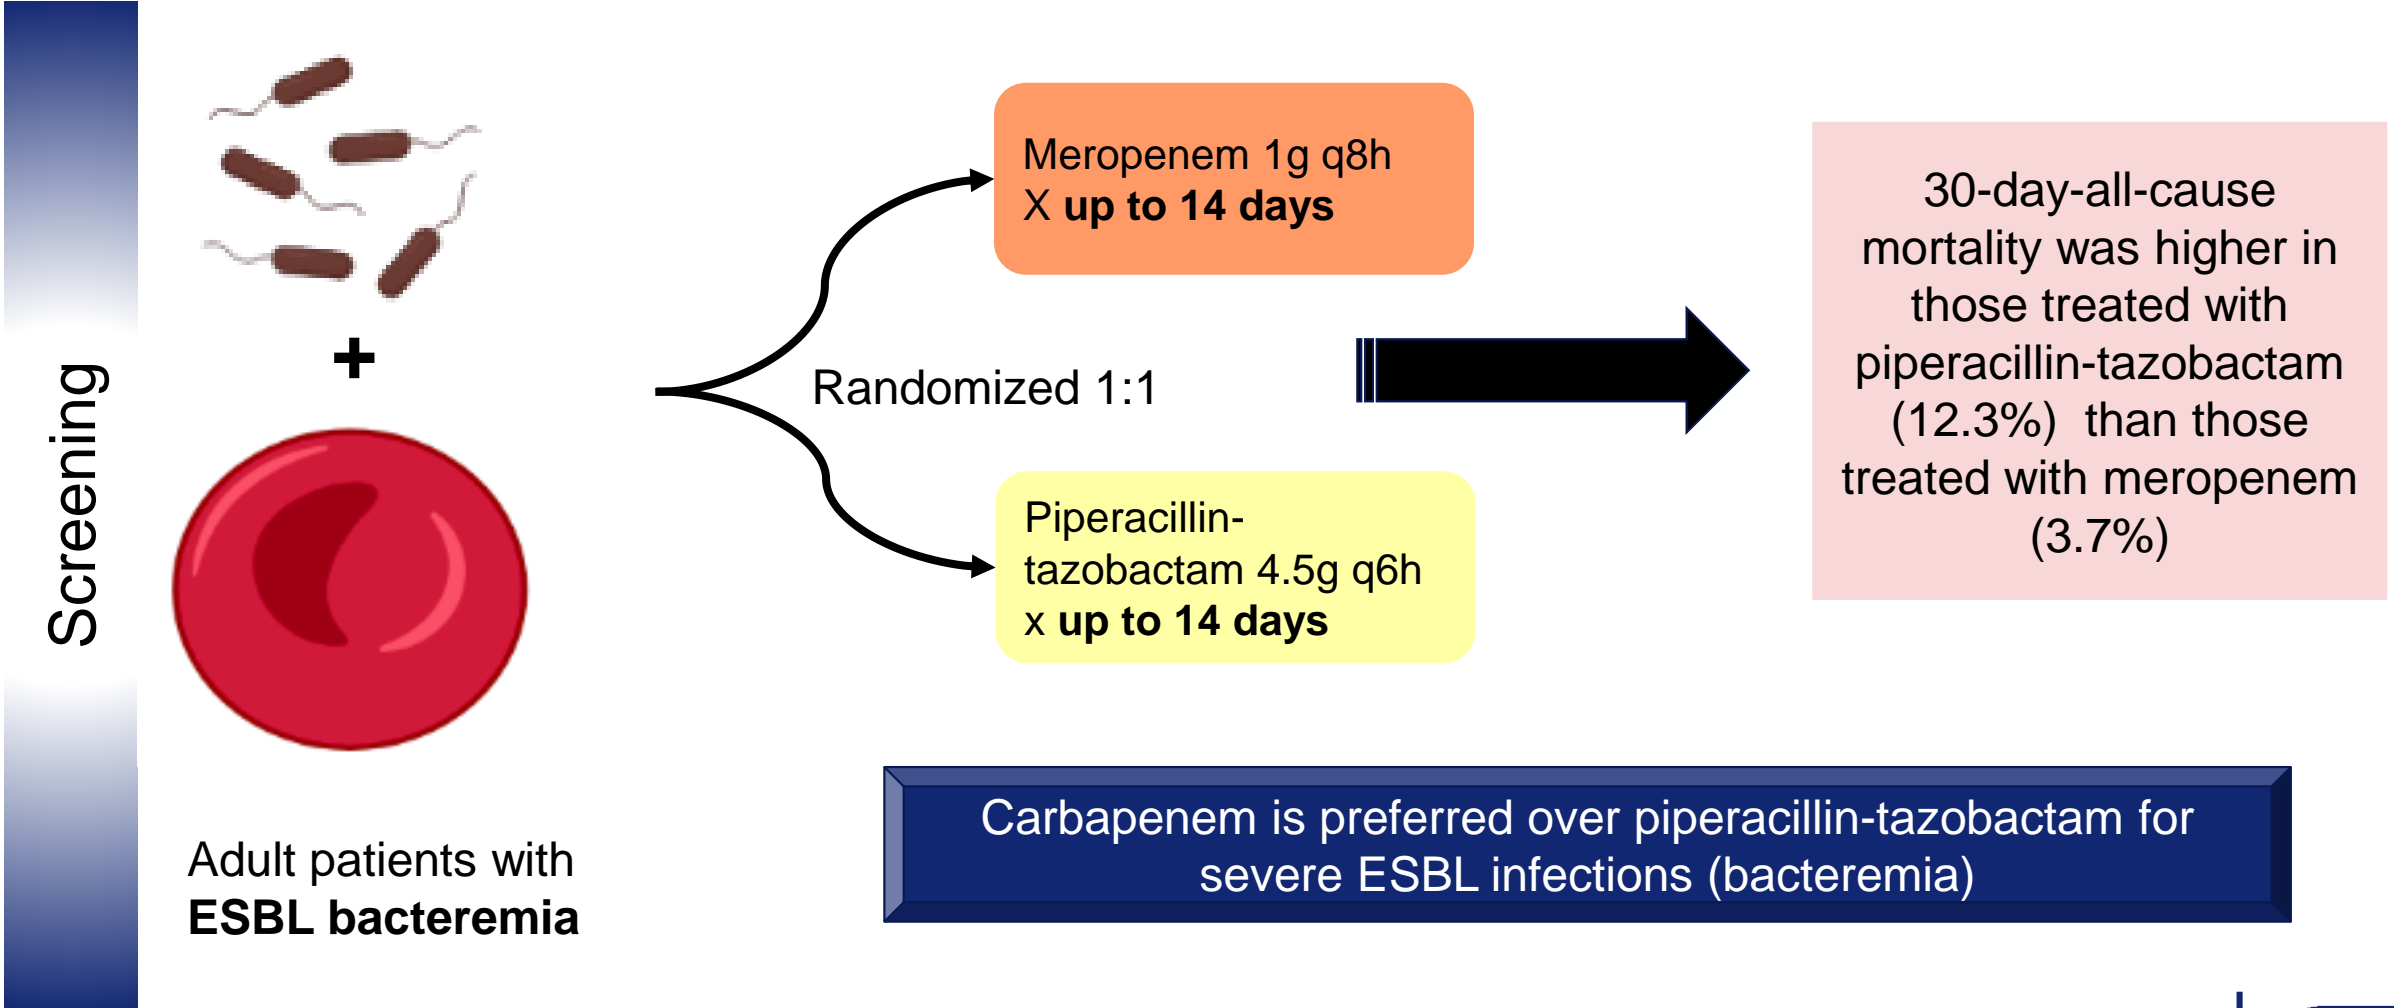 Screening
Adult patients with
ESBL bacteremia
Randomized 1:1
Meropenem 1g q8h
X up to 14 days
Piperacillin-
tazobactam 4.5g q6h
x up to 14 days
30-day-all-cause
mortality was higher in
those treated with
piperacillin-tazobactam
(12.3%) than those
treated with meropenem
(3.7%)
Carbapenem is preferred over piperacillin-tazobactam for
severe ESBL infections (bacteremia)